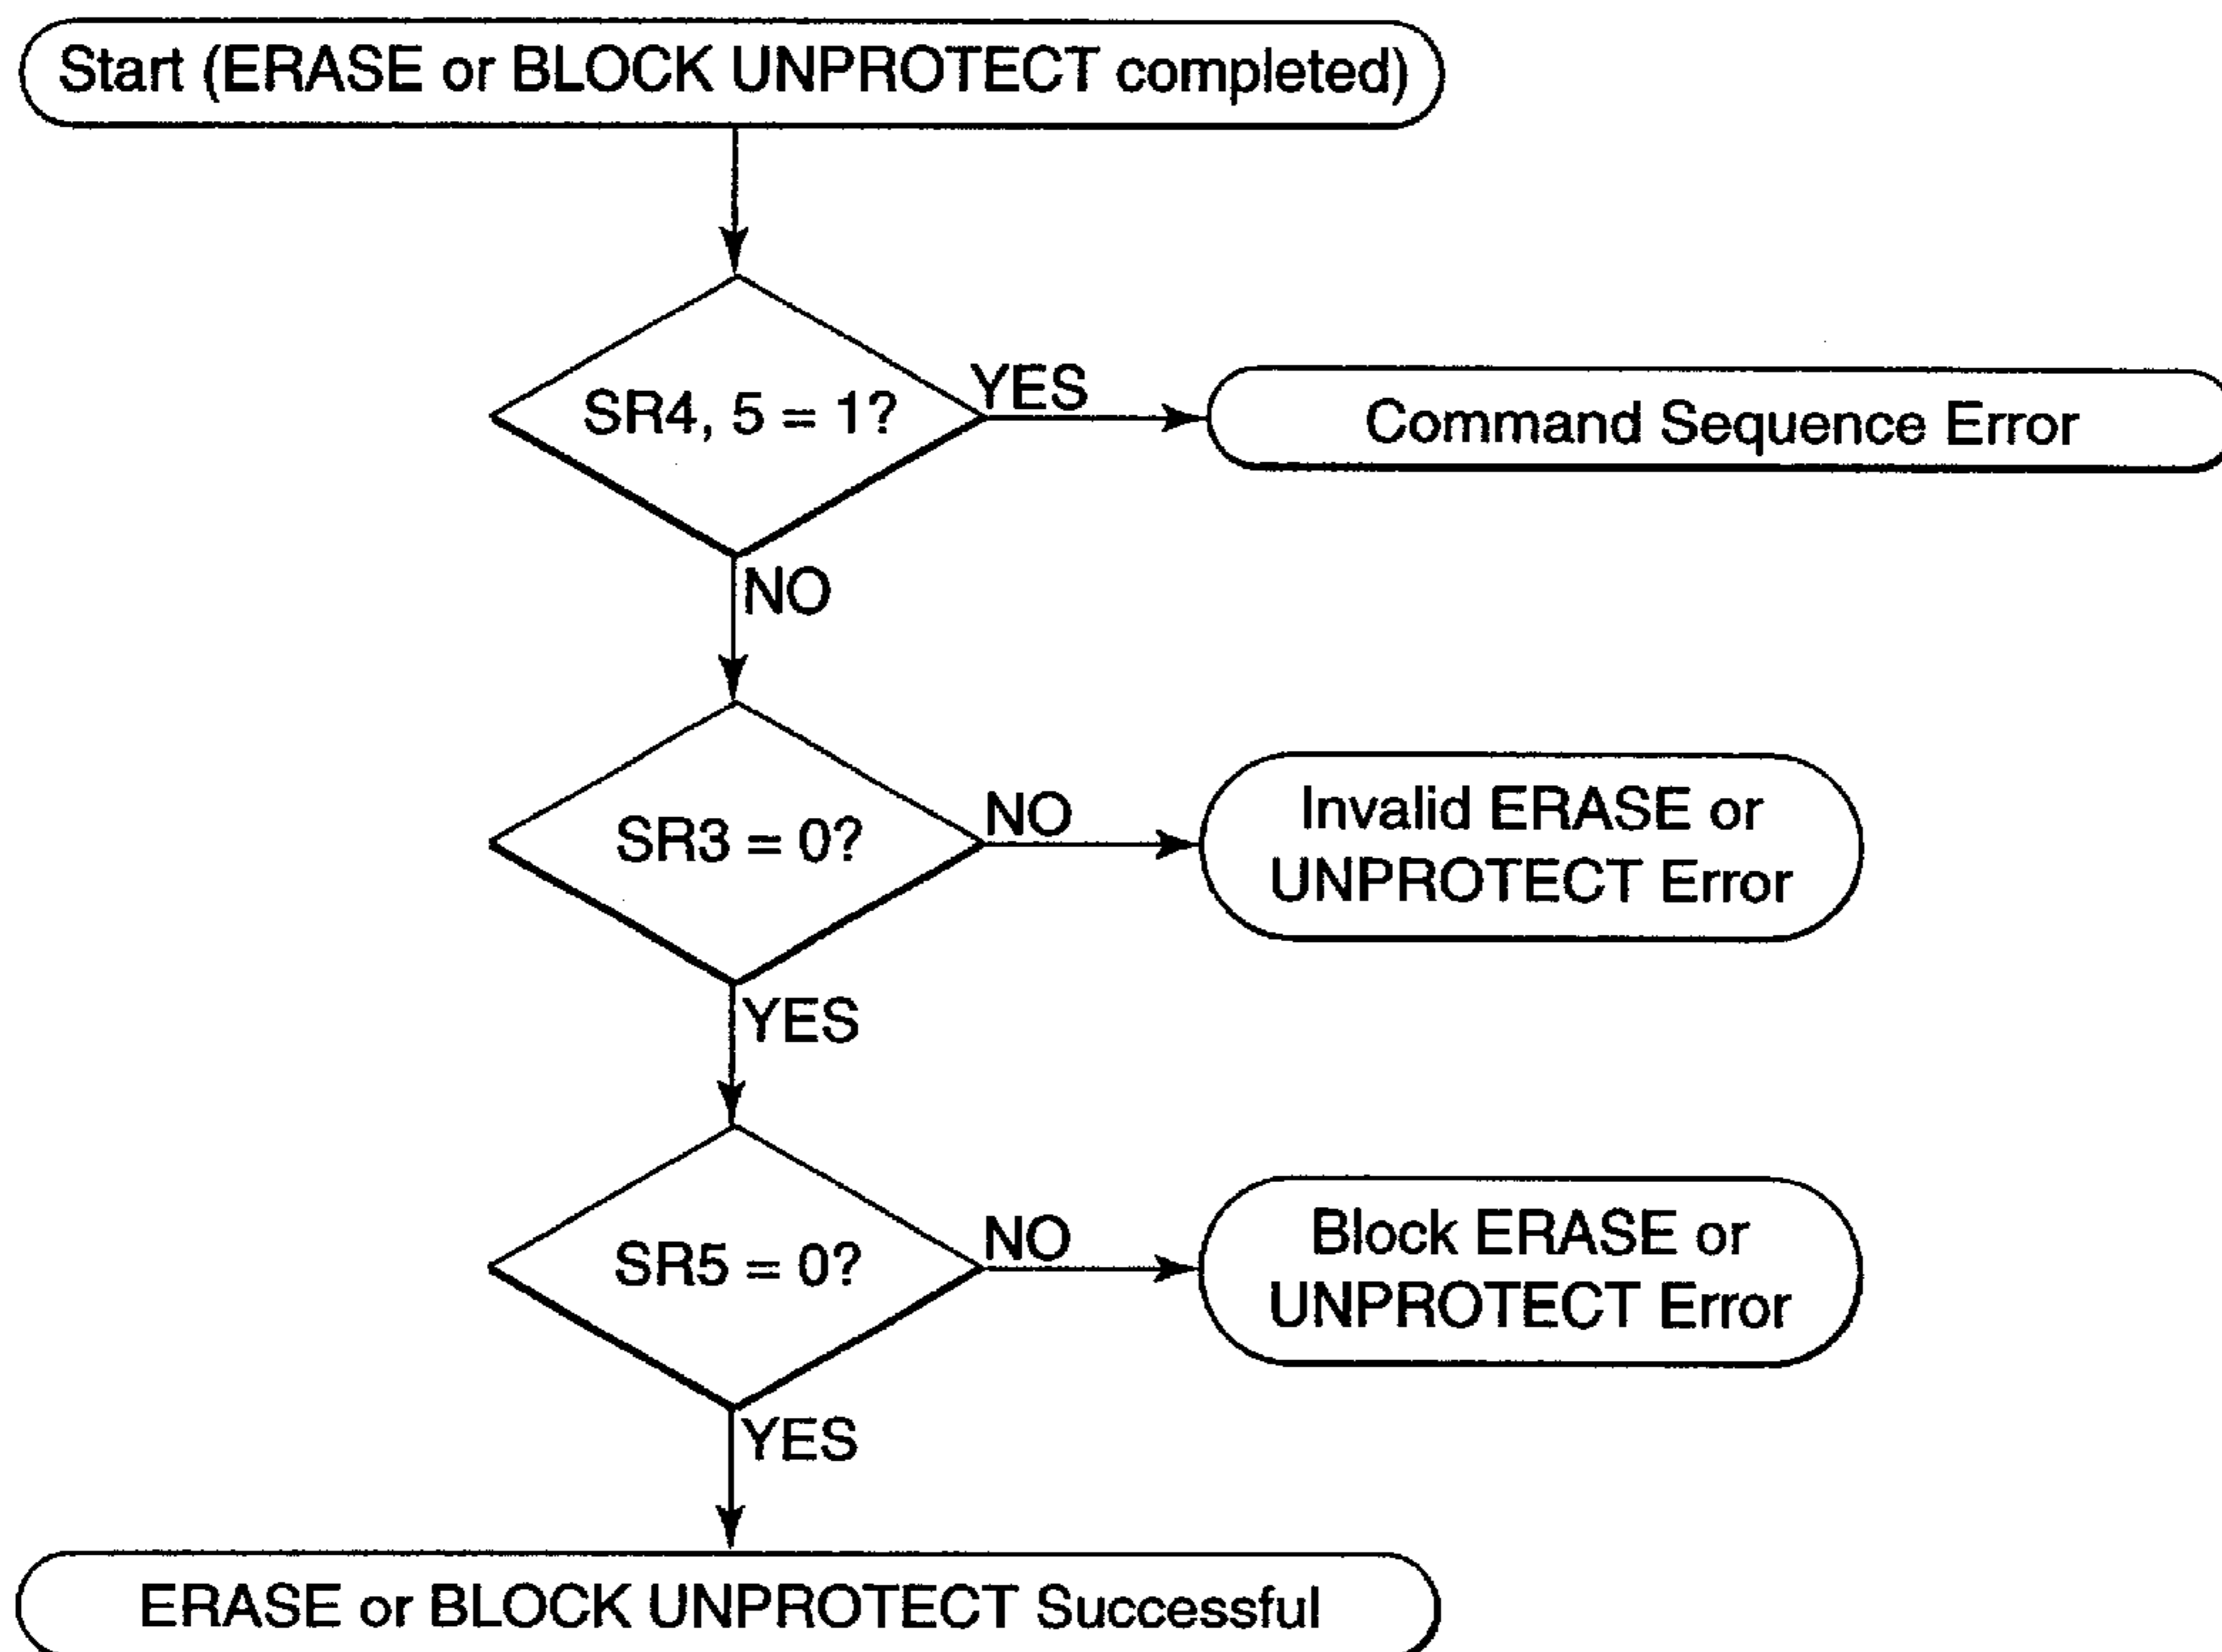 Start (ERASE or BLOCK UNPROTECT completed)
SR4, 5 = 1?
YES
Command Sequence Error
NO
SR3 = 0?
NO
Invalid ERASE or
UNPROTECT Error
YES
SR5 = 0?
NO
Block ERASE or
UNPROTECT Error
YES
ERASE or BLOCK UNPROTECT Successful